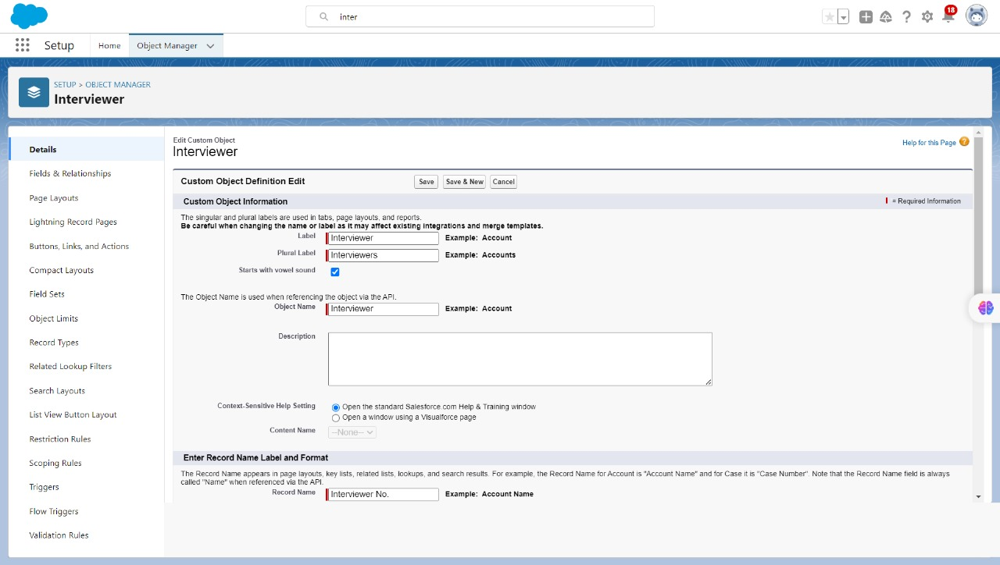 inter
18
Setup
Home
Object Manager
SETUP > OBJECT MANAGER
Interviewer
Details
Fields & Relationships
Page Layouts
Lightning Record Pages
Buttons, Links, and Actions
Compact Layouts
Field Sets
Object Limits
Record Types
Related Lookup Filters
Search Layouts
List View Button Layout
Restriction Rules
Scoping Rules
Triggers
Flow Triggers
Validation Rules
Edit Custom Object
Interviewer
Help for this Page ?
Custom Object Definition Edit Save Save & New Cancel
Custom Object Information = Required Information
The singular and plural labels are used in tabs, page layouts, and reports.
Be careful when changing the name or label as it may affect existing integrations and merge templates.
Label Interviewer Example: Account
Plural Label Interviewers Example: Accounts
Starts with vowel sound
The Object Name is used when referencing the object via the API.
Object Name Interviewer Example: Account
Description
Context-Sensitive Help Setting Open the standard Salesforce.com Help & Training window
Open a window using a Visualforce page
Content Name --None--
Enter Record Name Label and Format
The Record Name appears in page layouts, key lists, related lists, lookups, and search results. For example, the Record Name for Account is "Account Name" and for Case it is "Case Number". Note that the Record Name field is always
called "Name" when referenced via the API.
Record Name Interviewer No. Example: Account Name